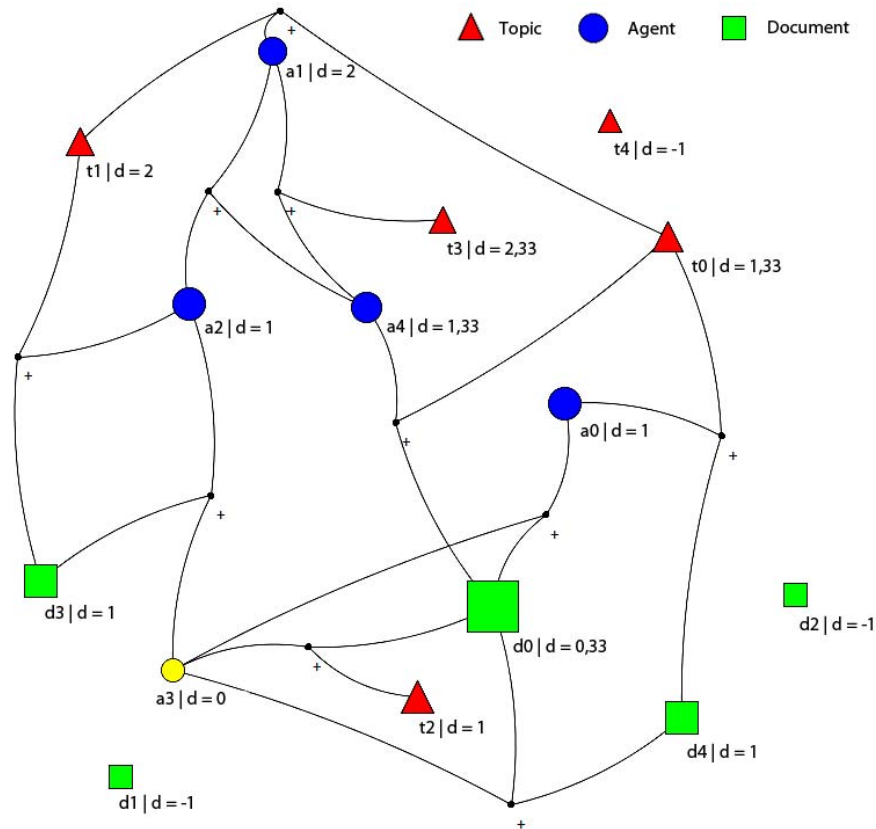 Topic
Agent
Document
+
a1 | d = 2
t4 | d = -1
t1 | d = 2
+
+
t3 | d = 2,33
t0 | d = 1,33
a2 | d = 1
a4 | d = 1,33
+
a0 | d = 1
+
+
+
+
d3 | d = 1
d2 | d = -1
d0 | d = 0,33
+
a3 | d = 0
t2 | d = 1
d4 | d = 1
d1 | d = -1
+